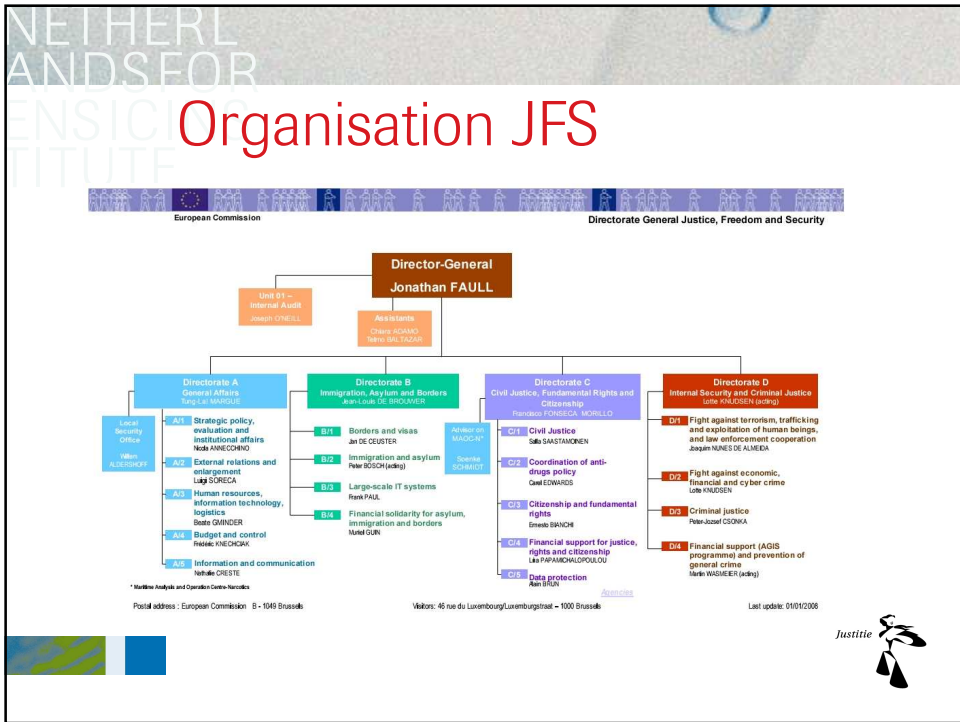 NETHERL
ANDSFOR
ENSICINS
TITUTE
Organisation JFS
European Commission
Directorate General Justice, Freedom and Security
Director-General
Jonathan FAULL
Unit 01 –
Internal Audit
Joseph O'NEILL
Assistants
Chiara ADAMO
Telmo BALTAZAR
Directorate A
General Affairs
Tung-Laï MARGUE
Local
Security
Office
Willem
ALDERSHOFF
A/1 Strategic policy,
evaluation and
institutional affairs
Nicola ANNECCHINO
A/2 External relations and
enlargement
Luigi SORECA
A/3 Human resources,
information technology,
logistics
Beate GMINDER
A/4 Budget and control
Frédéric KNECHCIAK
A/5 Information and communication
Nathalie CRESTE
Directorate B
Immigration, Asylum and Borders
Jean-Louis DE BROUWER
B/1 Borders and visas
Jan DE CEUSTER
B/2 Immigration and asylum
Peter BOSCH (acting)
B/3 Large-scale IT systems
Frank PAUL
B/4 Financial solidarity for asylum,
immigration and borders
Muriel GUIN
Directorate C
Civil Justice, Fundamental Rights and
Citizenship
Francisco FONSECA MORILLO
Advisor on
MAOC-N*
Soenke
SCHMIDT
C/1 Civil Justice
Salla SAASTAMOINEN
C/2 Coordination of anti-
drugs policy
Carel EDWARDS
C/3 Citizenship and fundamental
rights
Ernesto BIANCHI
C/4 Financial support for justice,
rights and citizenship
Lina PAPAMICHALOPOULOU
C/5 Data protection
Alain BRUN
Agencies
Directorate D
Internal Security and Criminal Justice
Lotte KNUDSEN (acting)
D/1 Fight against terrorism, trafficking
and exploitation of human beings,
and law enforcement cooperation
Joaquim NUNES DE ALMEIDA
D/2 Fight against economic,
financial and cyber crime
Lotte KNUDSEN
D/3 Criminal justice
Peter-Jozsef CSONKA
D/4 Financial support (AGIS
programme) and prevention of
general crime
Martin WASMEIER (acting)
* Maritime Analysis and Operation Centre-Narcotics
Postal address : European Commission B - 1049 Brussels
Visitors: 46 rue du Luxembourg/Luxemburgstraat – 1000 Brussels
Last update: 01/01/2008
Justitie